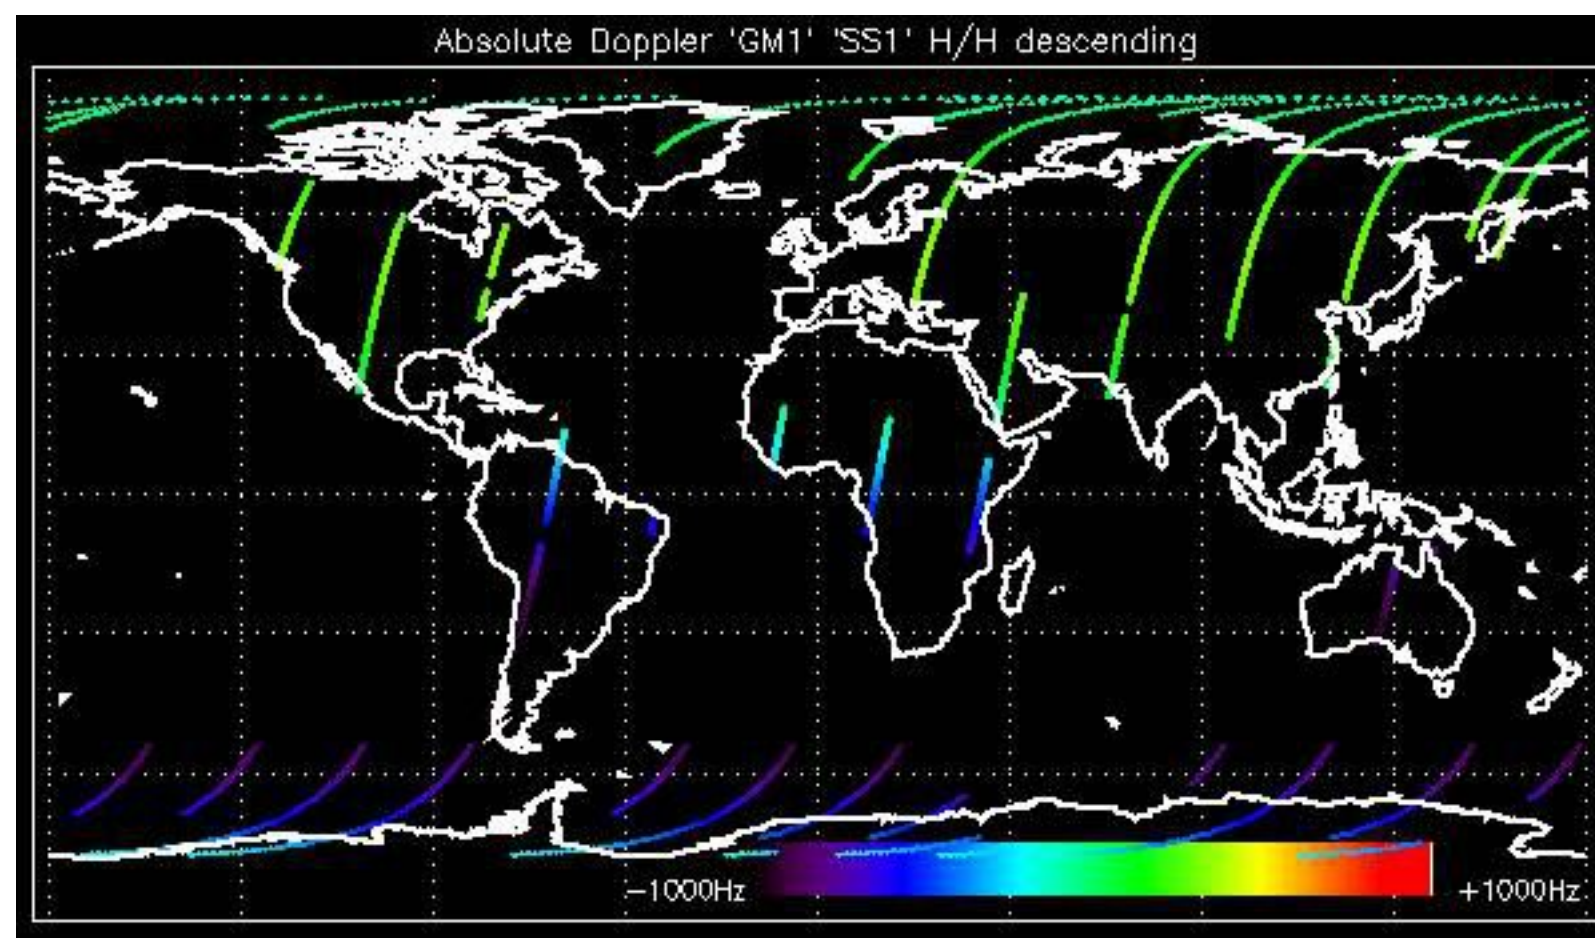 Absolute Doppler 'GM1' 'SS1' H/H descending
−1000Hz
+1000Hz